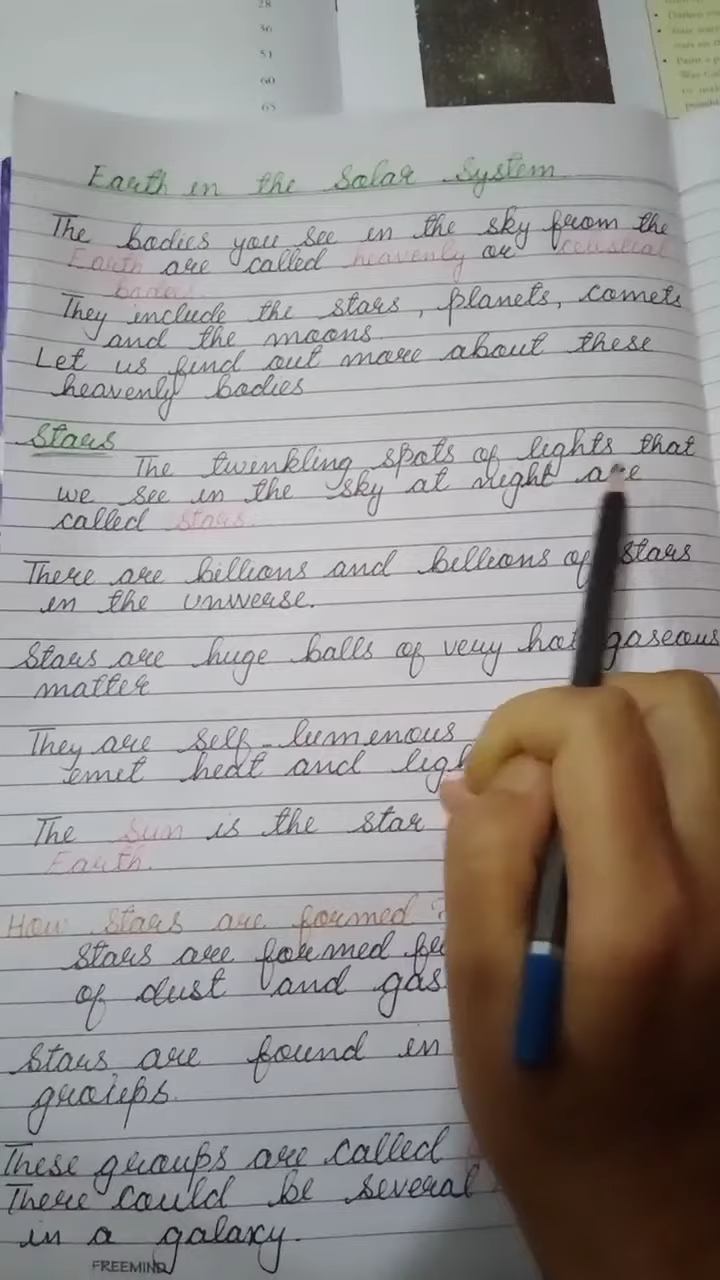 28
36
51
60
65
Earth in the Solar System
The bodies you see in the sky from the
Earth are called heavenly or
They include the stars, planets, comets
and the moons.
Let us find out more about these
heavenly bodies
Stars
The twinkling spots of lights that
we see in the sky at night are
called stars.
There are billions and billions of stars
in the universe.
Stars are huge balls of very hot gaseous
matter
They are self-luminous
emit heat and ligh
The Sun is the star
Earth.
How stars are formed ?
Stars are formed
of dust and gas
Stars are found in
groups.
These groups are called
There could be several
in a galaxy.
FREEMIND